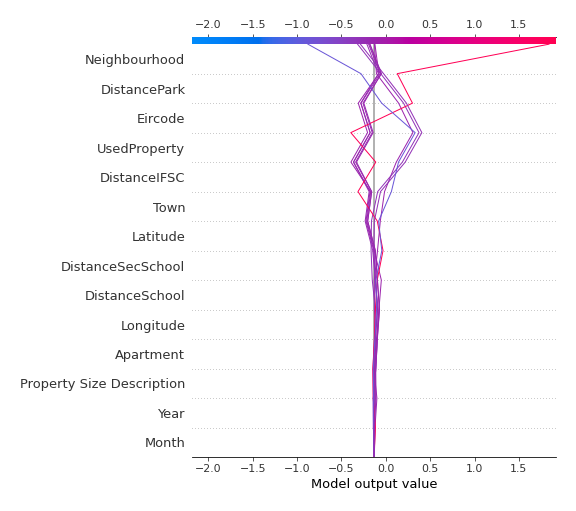 −2.0 −1.5 −1.0 −0.5 0.0 0.5 1.0 1.5
Neighbourhood
DistancePark
Eircode
UsedProperty
DistanceIFSC
Town
Latitude
DistanceSecSchool
DistanceSchool
Longitude
Apartment
Property Size Description
Year
Month
−2.0 −1.5 −1.0 −0.5 0.0 0.5 1.0 1.5
Model output value